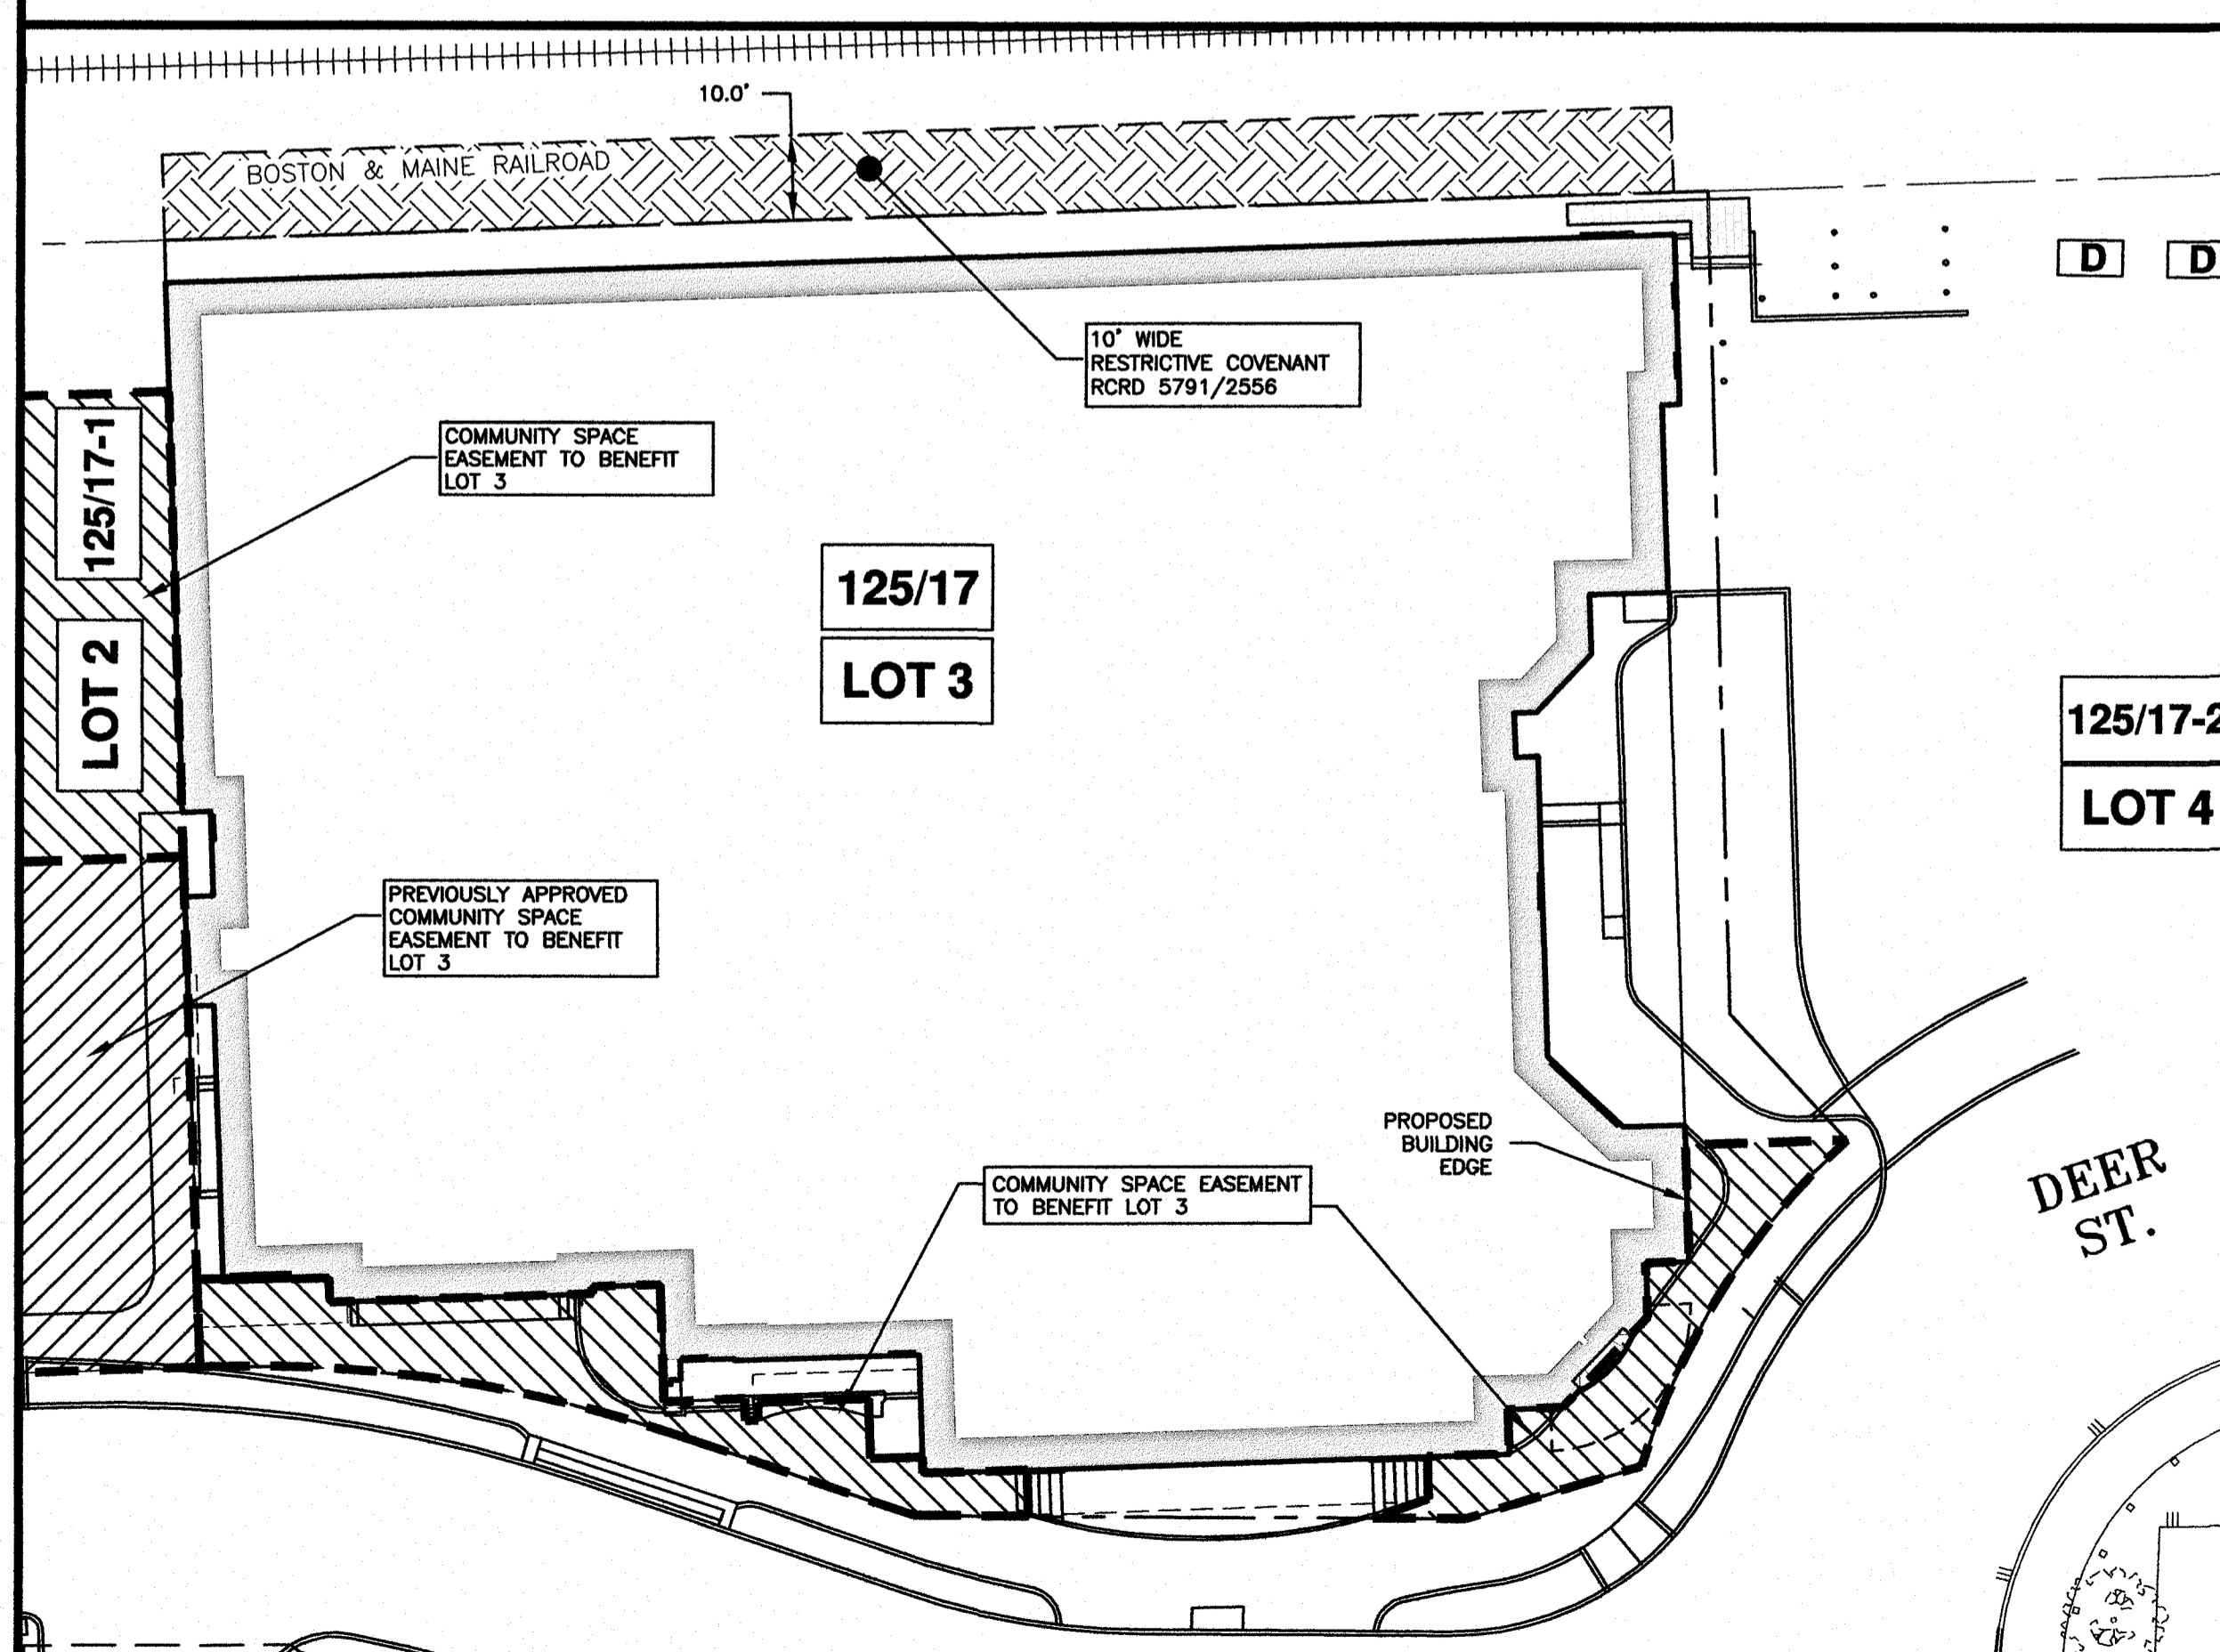 10.0'
BOSTON & MAINE RAILROAD
D
D
10' WIDE
RESTRICTIVE COVENANT
RCRD 5791/2556
COMMUNITY SPACE
EASEMENT TO BENEFIT
LOT 3
125/17-1
LOT 2
125/17
LOT 3
125/17-2
LOT 4
PREVIOUSLY APPROVED
COMMUNITY SPACE
EASEMENT TO BENEFIT
LOT 3
PROPOSED
BUILDING
EDGE
COMMUNITY SPACE EASEMENT
TO BENEFIT LOT 3
DEER
ST.